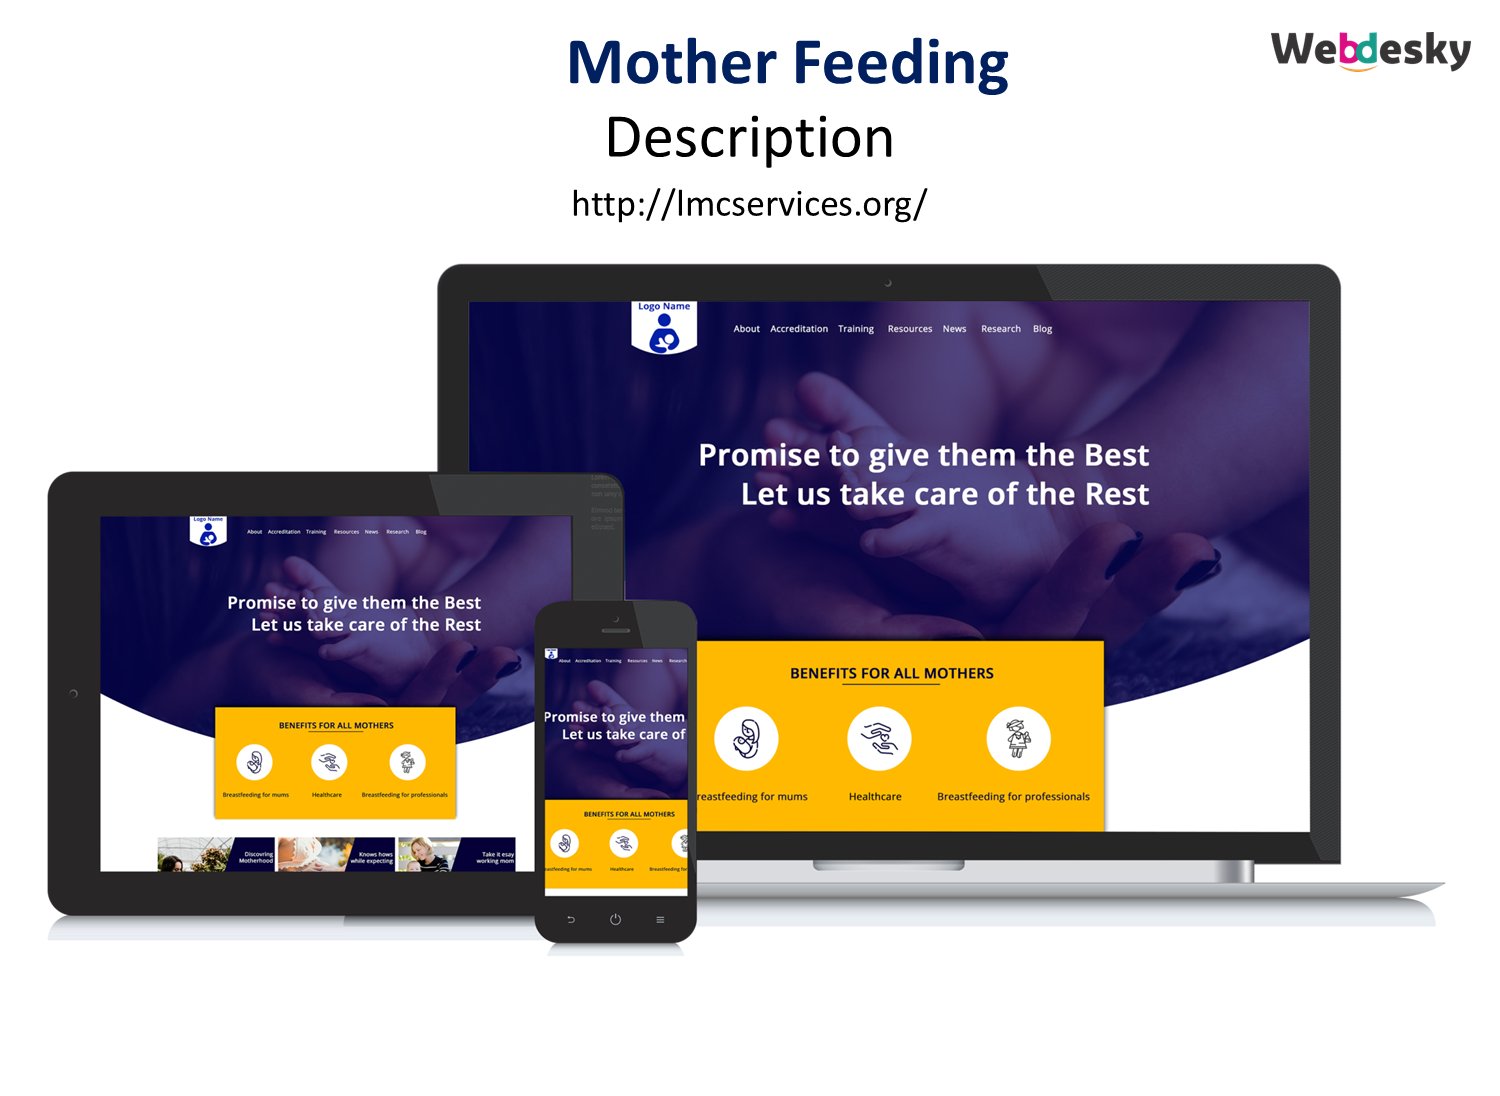 Mother Feeding
Webdesky
Description
http://lmcservices.org/
Logo Name
About Accreditation Training Resources News Research Blog
Promise to give them the Best
Let us take care of the Rest
BENEFITS FOR ALL MOTHERS
reastfeeding for mums Healthcare Breastfeeding for professionals
Logo Name
About Accreditation Training Resources News Research Blog
Promise to give them the Best
Let us take care of the Rest
BENEFITS FOR ALL MOTHERS
Breastfeeding for mums Healthcare Breastfeeding for professionals
Discovring
Motherhood
Knows hows
while expecting
Take it esay
working mom
About Accreditation Training Resources News Research
Promise to give them
Let us take care of
BENEFITS FOR ALL MOTHERS
eastfeeding for mums Healthcare Breastfeeding for